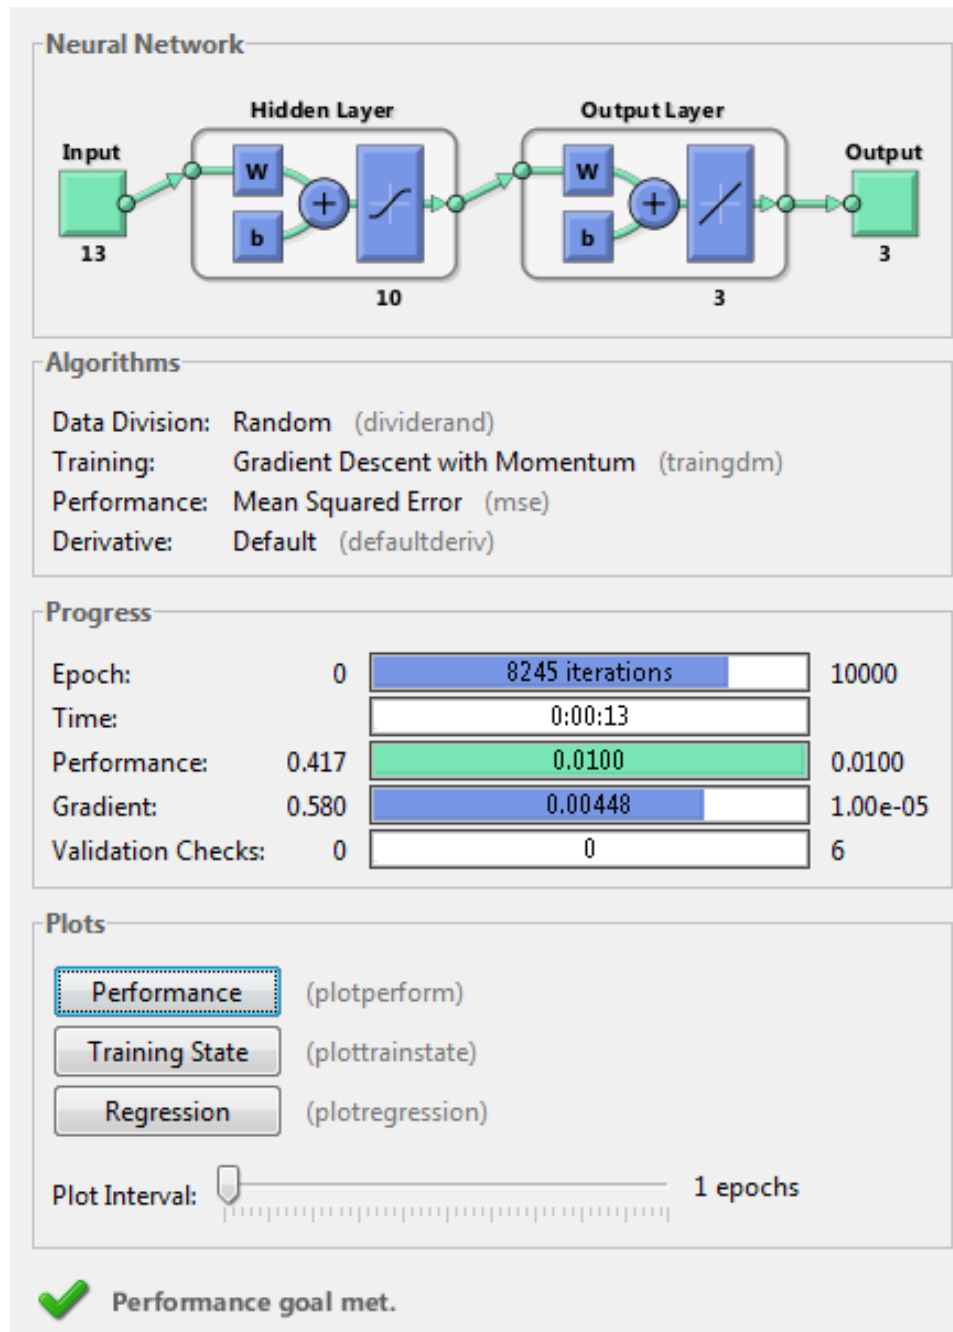 Neural Network
Hidden Layer
Output Layer
Input
Output
W
W
b
b
13
10
3
3
Algorithms
Data Division: Random (dividerand)
Training: Gradient Descent with Momentum (traingdm)
Performance: Mean Squared Error (mse)
Derivative: Default (defaultderiv)
Progress
Epoch: 0 8245 iterations 10000
Time: 0:00:13
Performance: 0.417 0.0100 0.0100
Gradient: 0.580 0.00448 1.00e-05
Validation Checks: 0 0 6
Plots
Performance (plotperform)
Training State (plottrainstate)
Regression (plotregression)
Plot Interval: 1 epochs
Performance goal met.